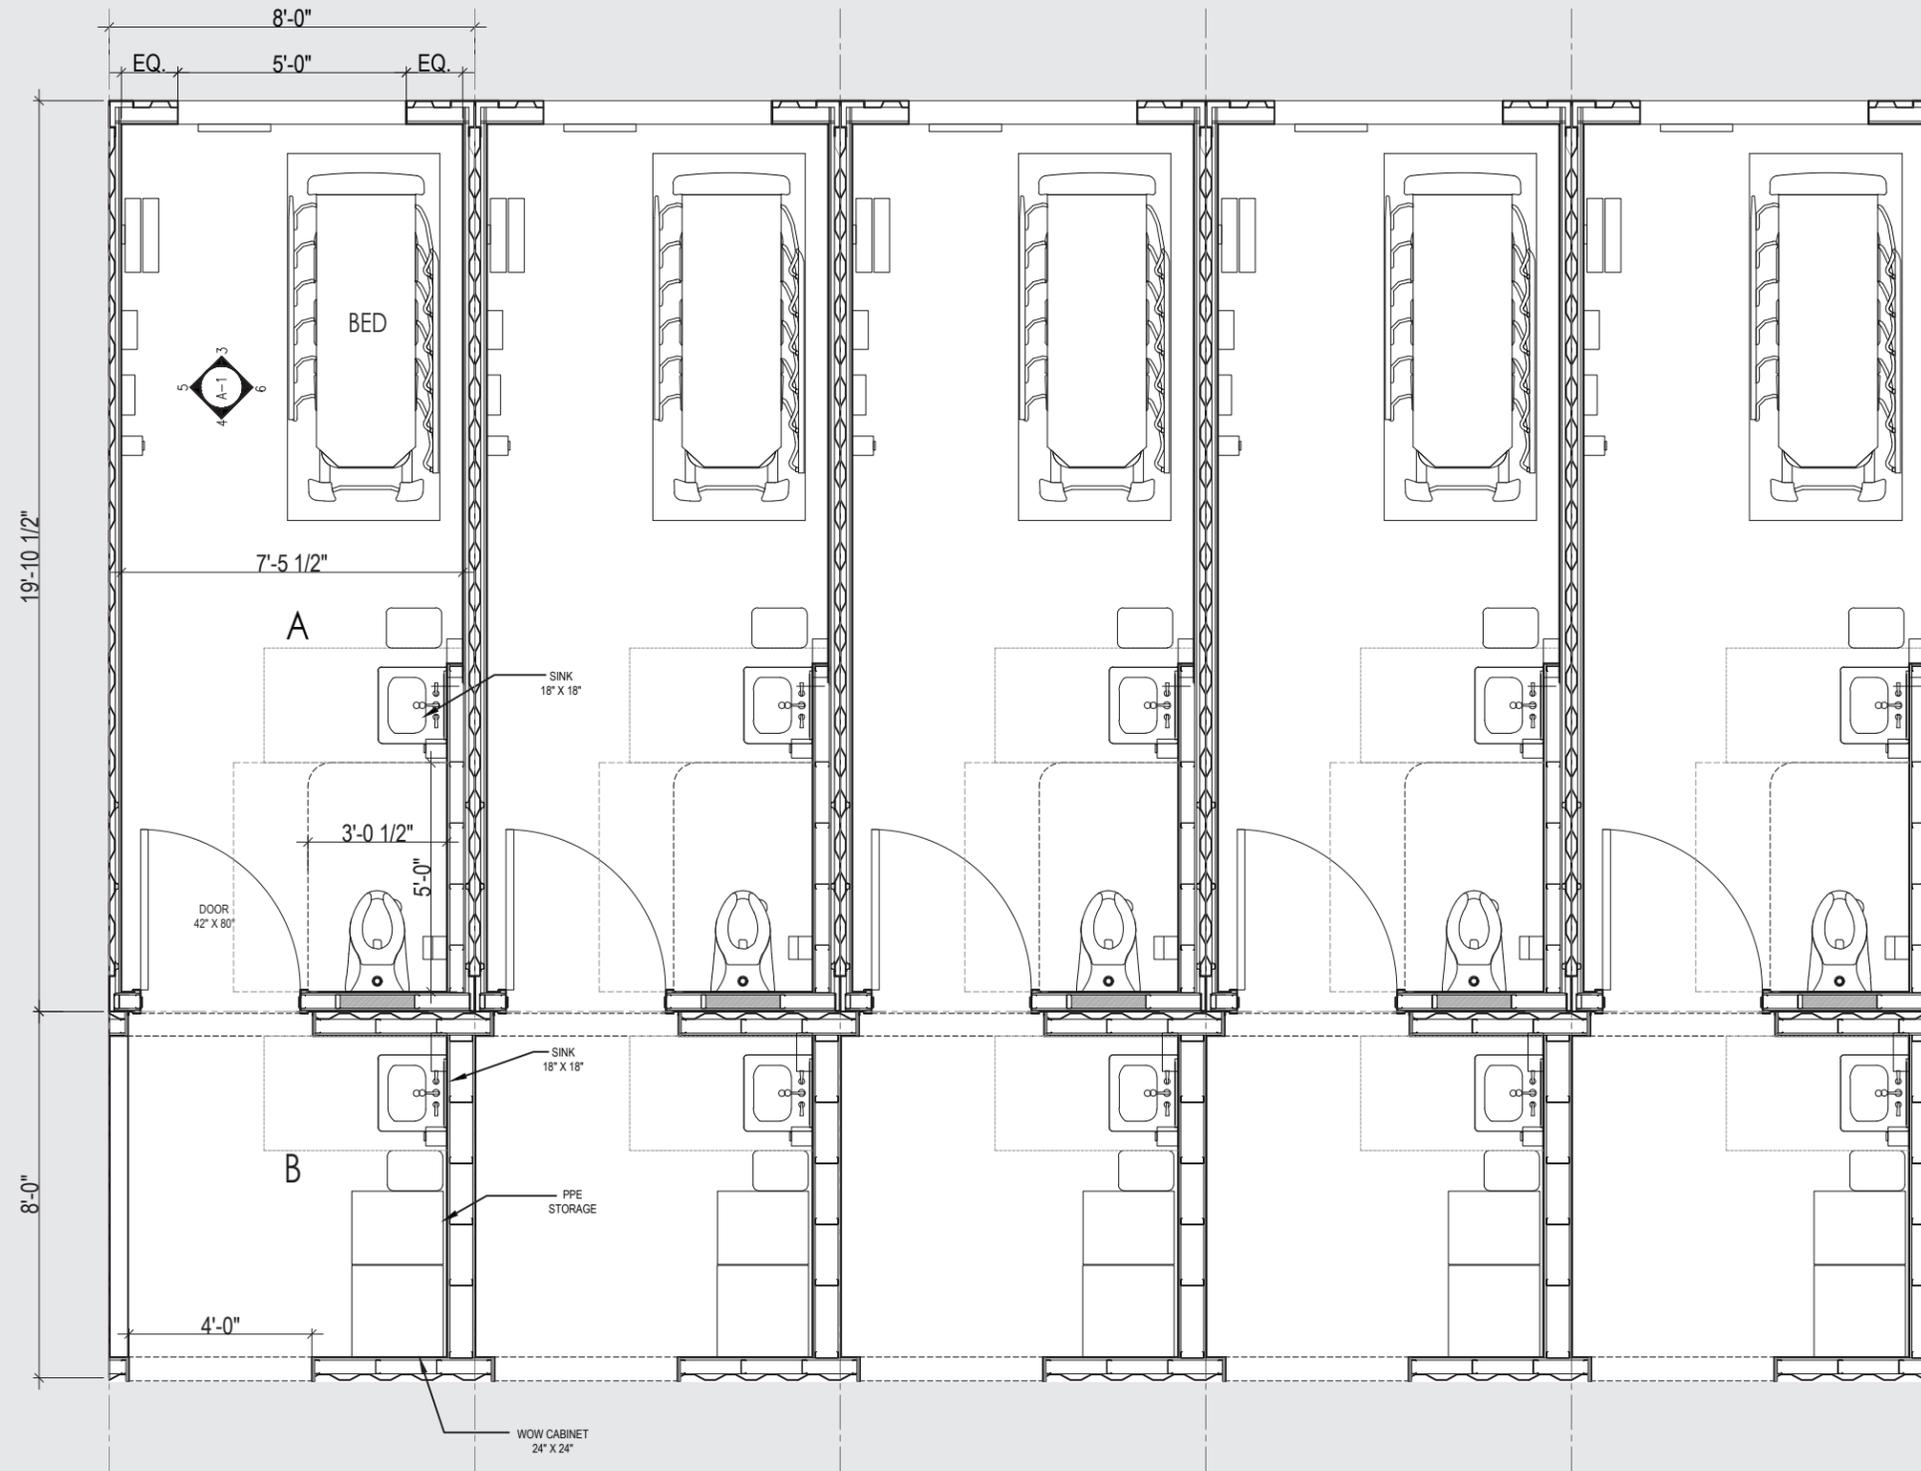 8'-0"
EQ.
5'-0"
EQ.
BED
3
5
A-1
6
4
19'-10 1/2"
7'-5 1/2"
A
SINK
18" X 18"
3'-0 1/2"
5'-0"
DOOR
42" X 80"
SINK
18" X 18"
B
PPE
STORAGE
8'-0"
4'-0"
WOW CABINET
24" X 24"